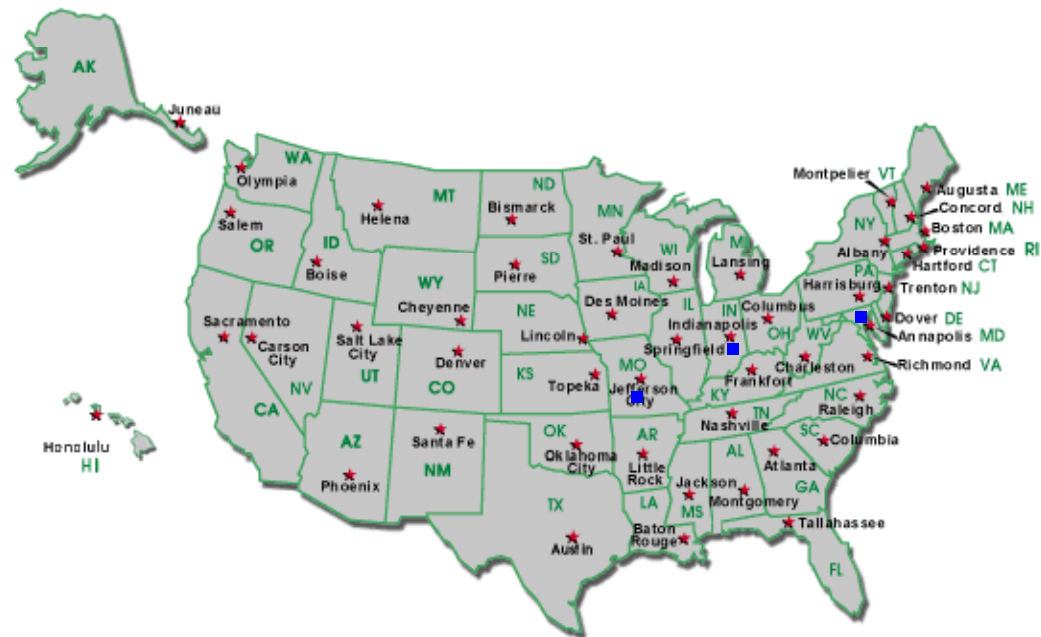 AK
Juneau
WA
Olympia
MT
Helena
ND
Bismarck
MN
St. Paul
Montpelier VT
Augusta ME
Concord NH
Boston MA
Providence RI
Hartford CT
NY
Albany
Salem
OR
ID
Boise
WY
Cheyenne
SD
Pierre
WI
Madison
MI
Lansing
PA
Harrisburg
Trenton NJ
Sacramento
Carson
City
NV
CA
Salt Lake
City
UT
Denver
CO
NE
Lincoln
IA
Des Moines
IL
Springfield
IN
Indianapolis
Columbus
OH
WV
Charleston
Dover DE
Annapolis MD
Richmond VA
KS
Topeka
MO
Jefferson
City
Frankfort
KY
Honolulu
HI
AZ
Phoenix
Santa Fe
NM
OK
Oklahoma
City
AR
Little
Rock
TN
Nashville
NC
Raleigh
SC
Columbia
TX
Austin
LA
Baton
Rouge
Jackson
MS
AL
Montgomery
Atlanta
GA
Tallahassee
FL